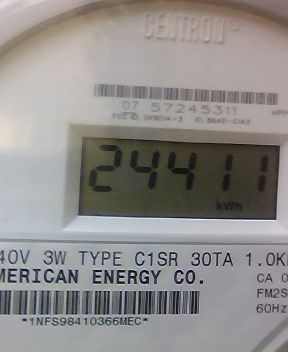 CENTRON®
07 57245311
24411
kWh
40V 3W TYPE C1SR 30TA 1.0K
MERICAN ENERGY CO.
CA 0
FM2S
60Hz
*1NFS98410366MEC*